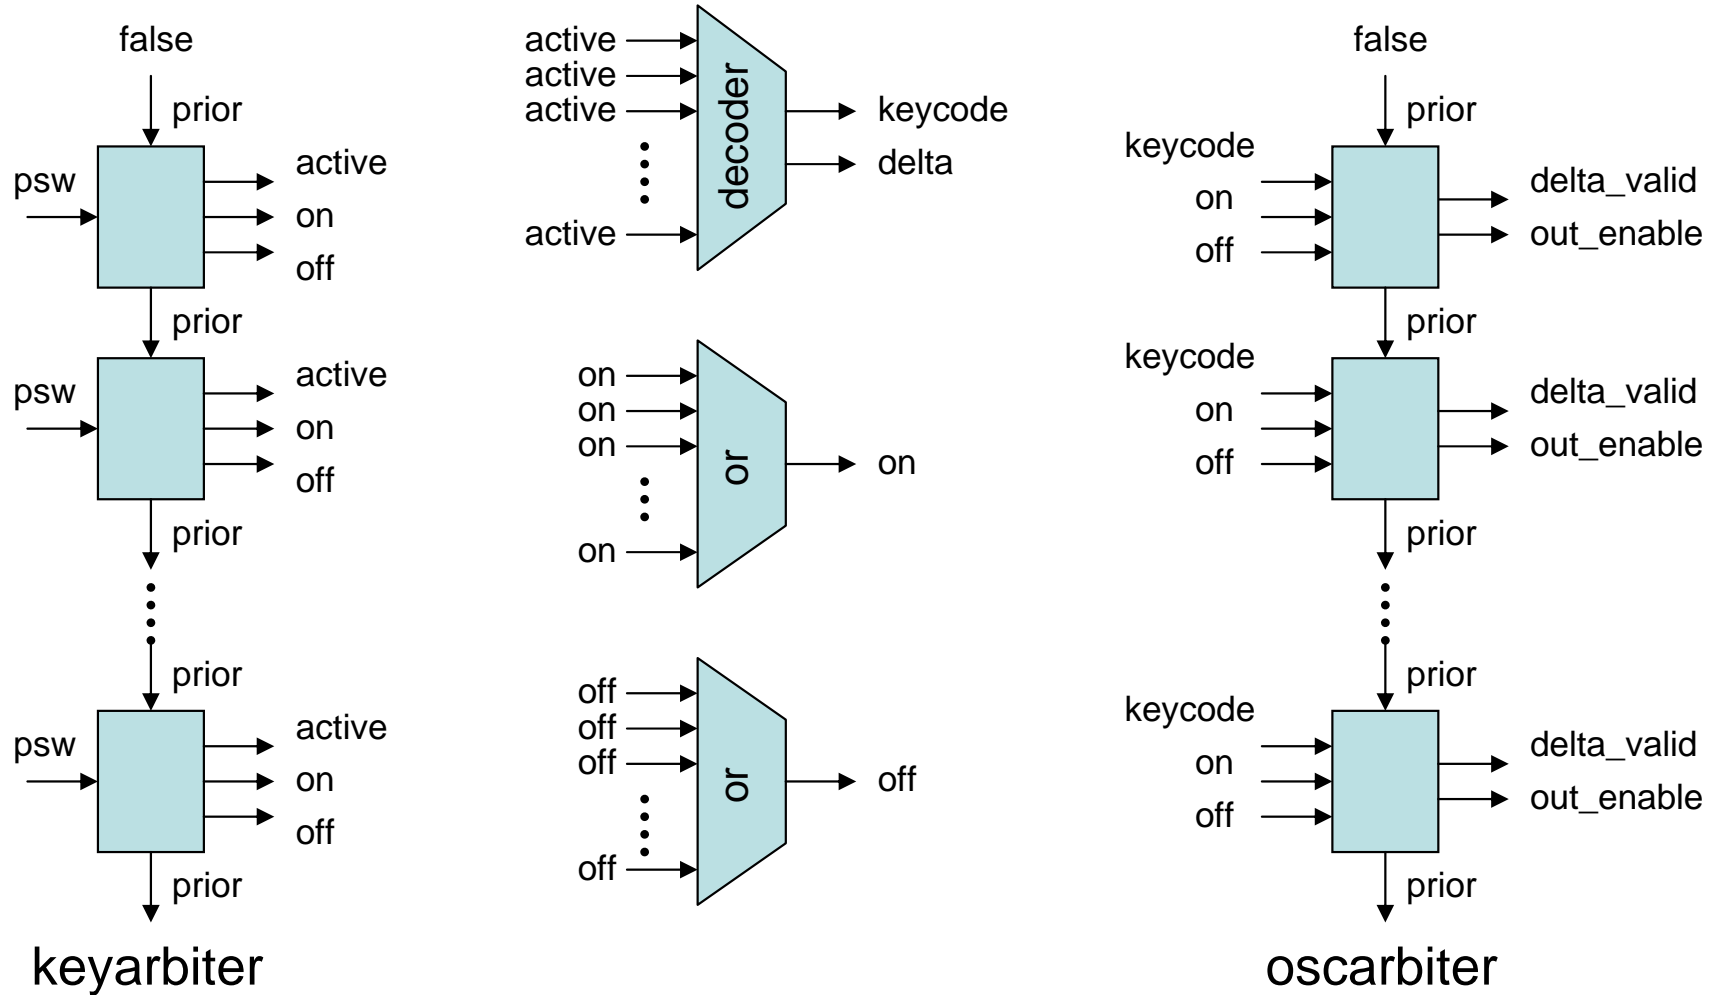 false
prior
psw
active
on
off
prior
psw
active
on
off
prior
prior
psw
active
on
off
prior
keyarbiter
active
active
active
active
decoder
keycode
delta
on
on
on
on
or
on
off
off
off
off
or
off
false
prior
keycode
on
off
delta_valid
out_enable
prior
keycode
on
off
delta_valid
out_enable
prior
prior
keycode
on
off
delta_valid
out_enable
prior
oscarbiter